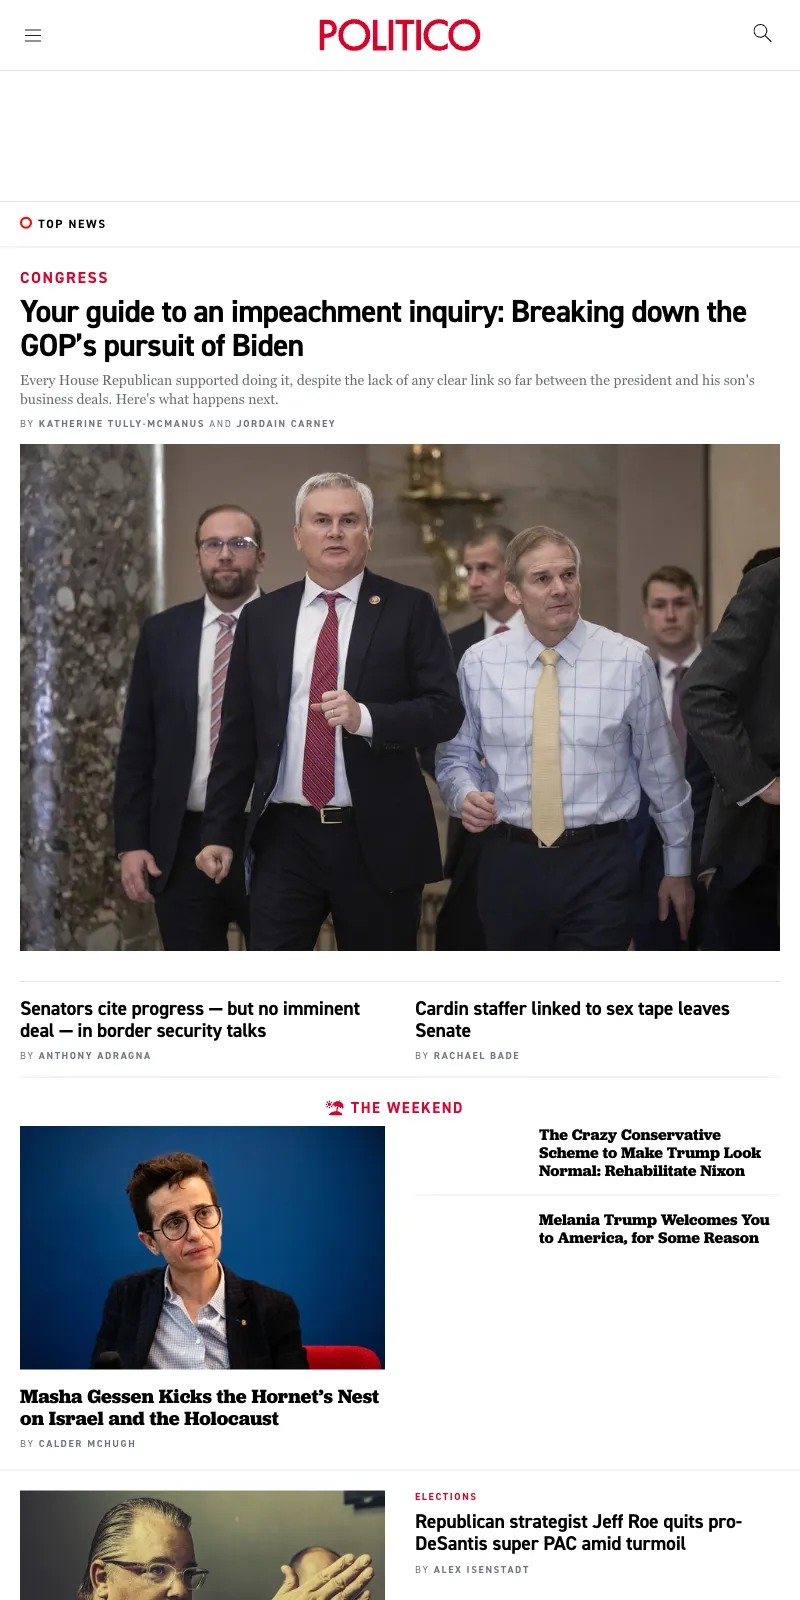 POLITICO
TOP NEWS
CONGRESS
Your guide to an impeachment inquiry: Breaking down the
GOP’s pursuit of Biden
Every House Republican supported doing it, despite the lack of any clear link so far between the president and his son's
business deals. Here's what happens next.
BY KATHERINE TULLY-MCMANUS AND JORDAIN CARNEY
Senators cite progress — but no imminent
deal — in border security talks
BY ANTHONY ADRAGNA
Cardin staffer linked to sex tape leaves
Senate
BY RACHAEL BADE
THE WEEKEND
Masha Gessen Kicks the Hornet’s Nest
on Israel and the Holocaust
BY CALDER MCHUGH
The Crazy Conservative
Scheme to Make Trump Look
Normal: Rehabilitate Nixon
Melania Trump Welcomes You
to America, for Some Reason
ELECTIONS
Republican strategist Jeff Roe quits pro-
DeSantis super PAC amid turmoil
BY ALEX ISENSTADT